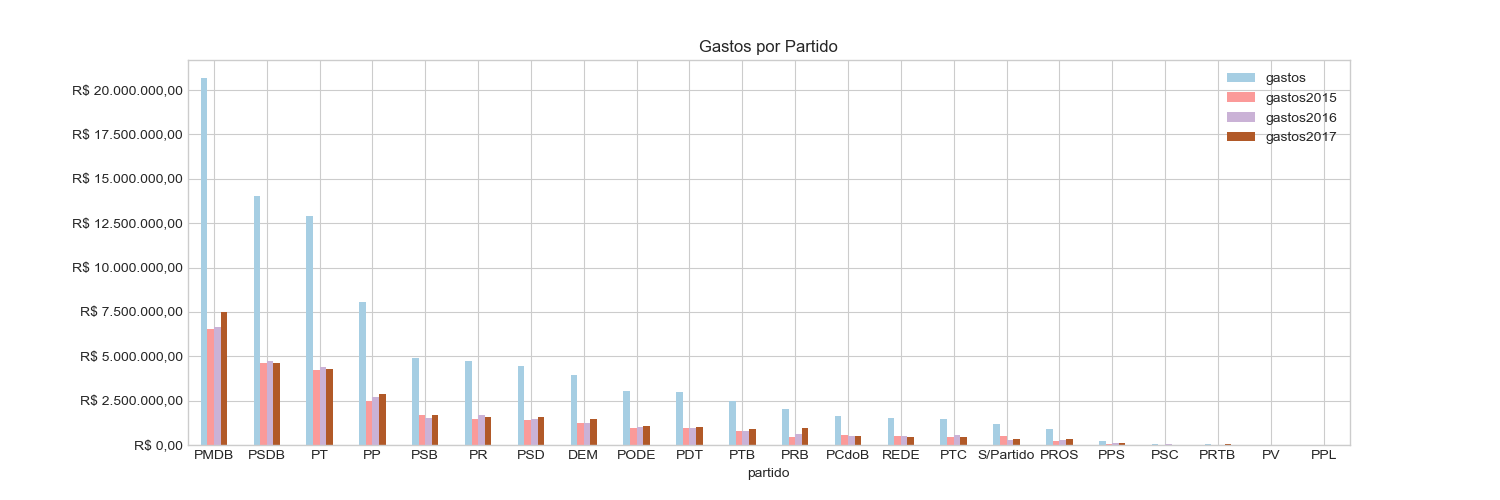 Gastos por Partido
R$ 20.000.000,00
R$ 17.500.000,00
R$ 15.000.000,00
R$ 12.500.000,00
R$ 10.000.000,00
R$ 7.500.000,00
R$ 5.000.000,00
R$ 2.500.000,00
R$ 0,00
gastos
gastos2015
gastos2016
gastos2017
PMDB PSDB PT PP PSB PR PSD DEM PODE PDT PTB PRB PCdoB REDE PTC S/Partido PROS PPS PSC PRTB PV PPL
partido